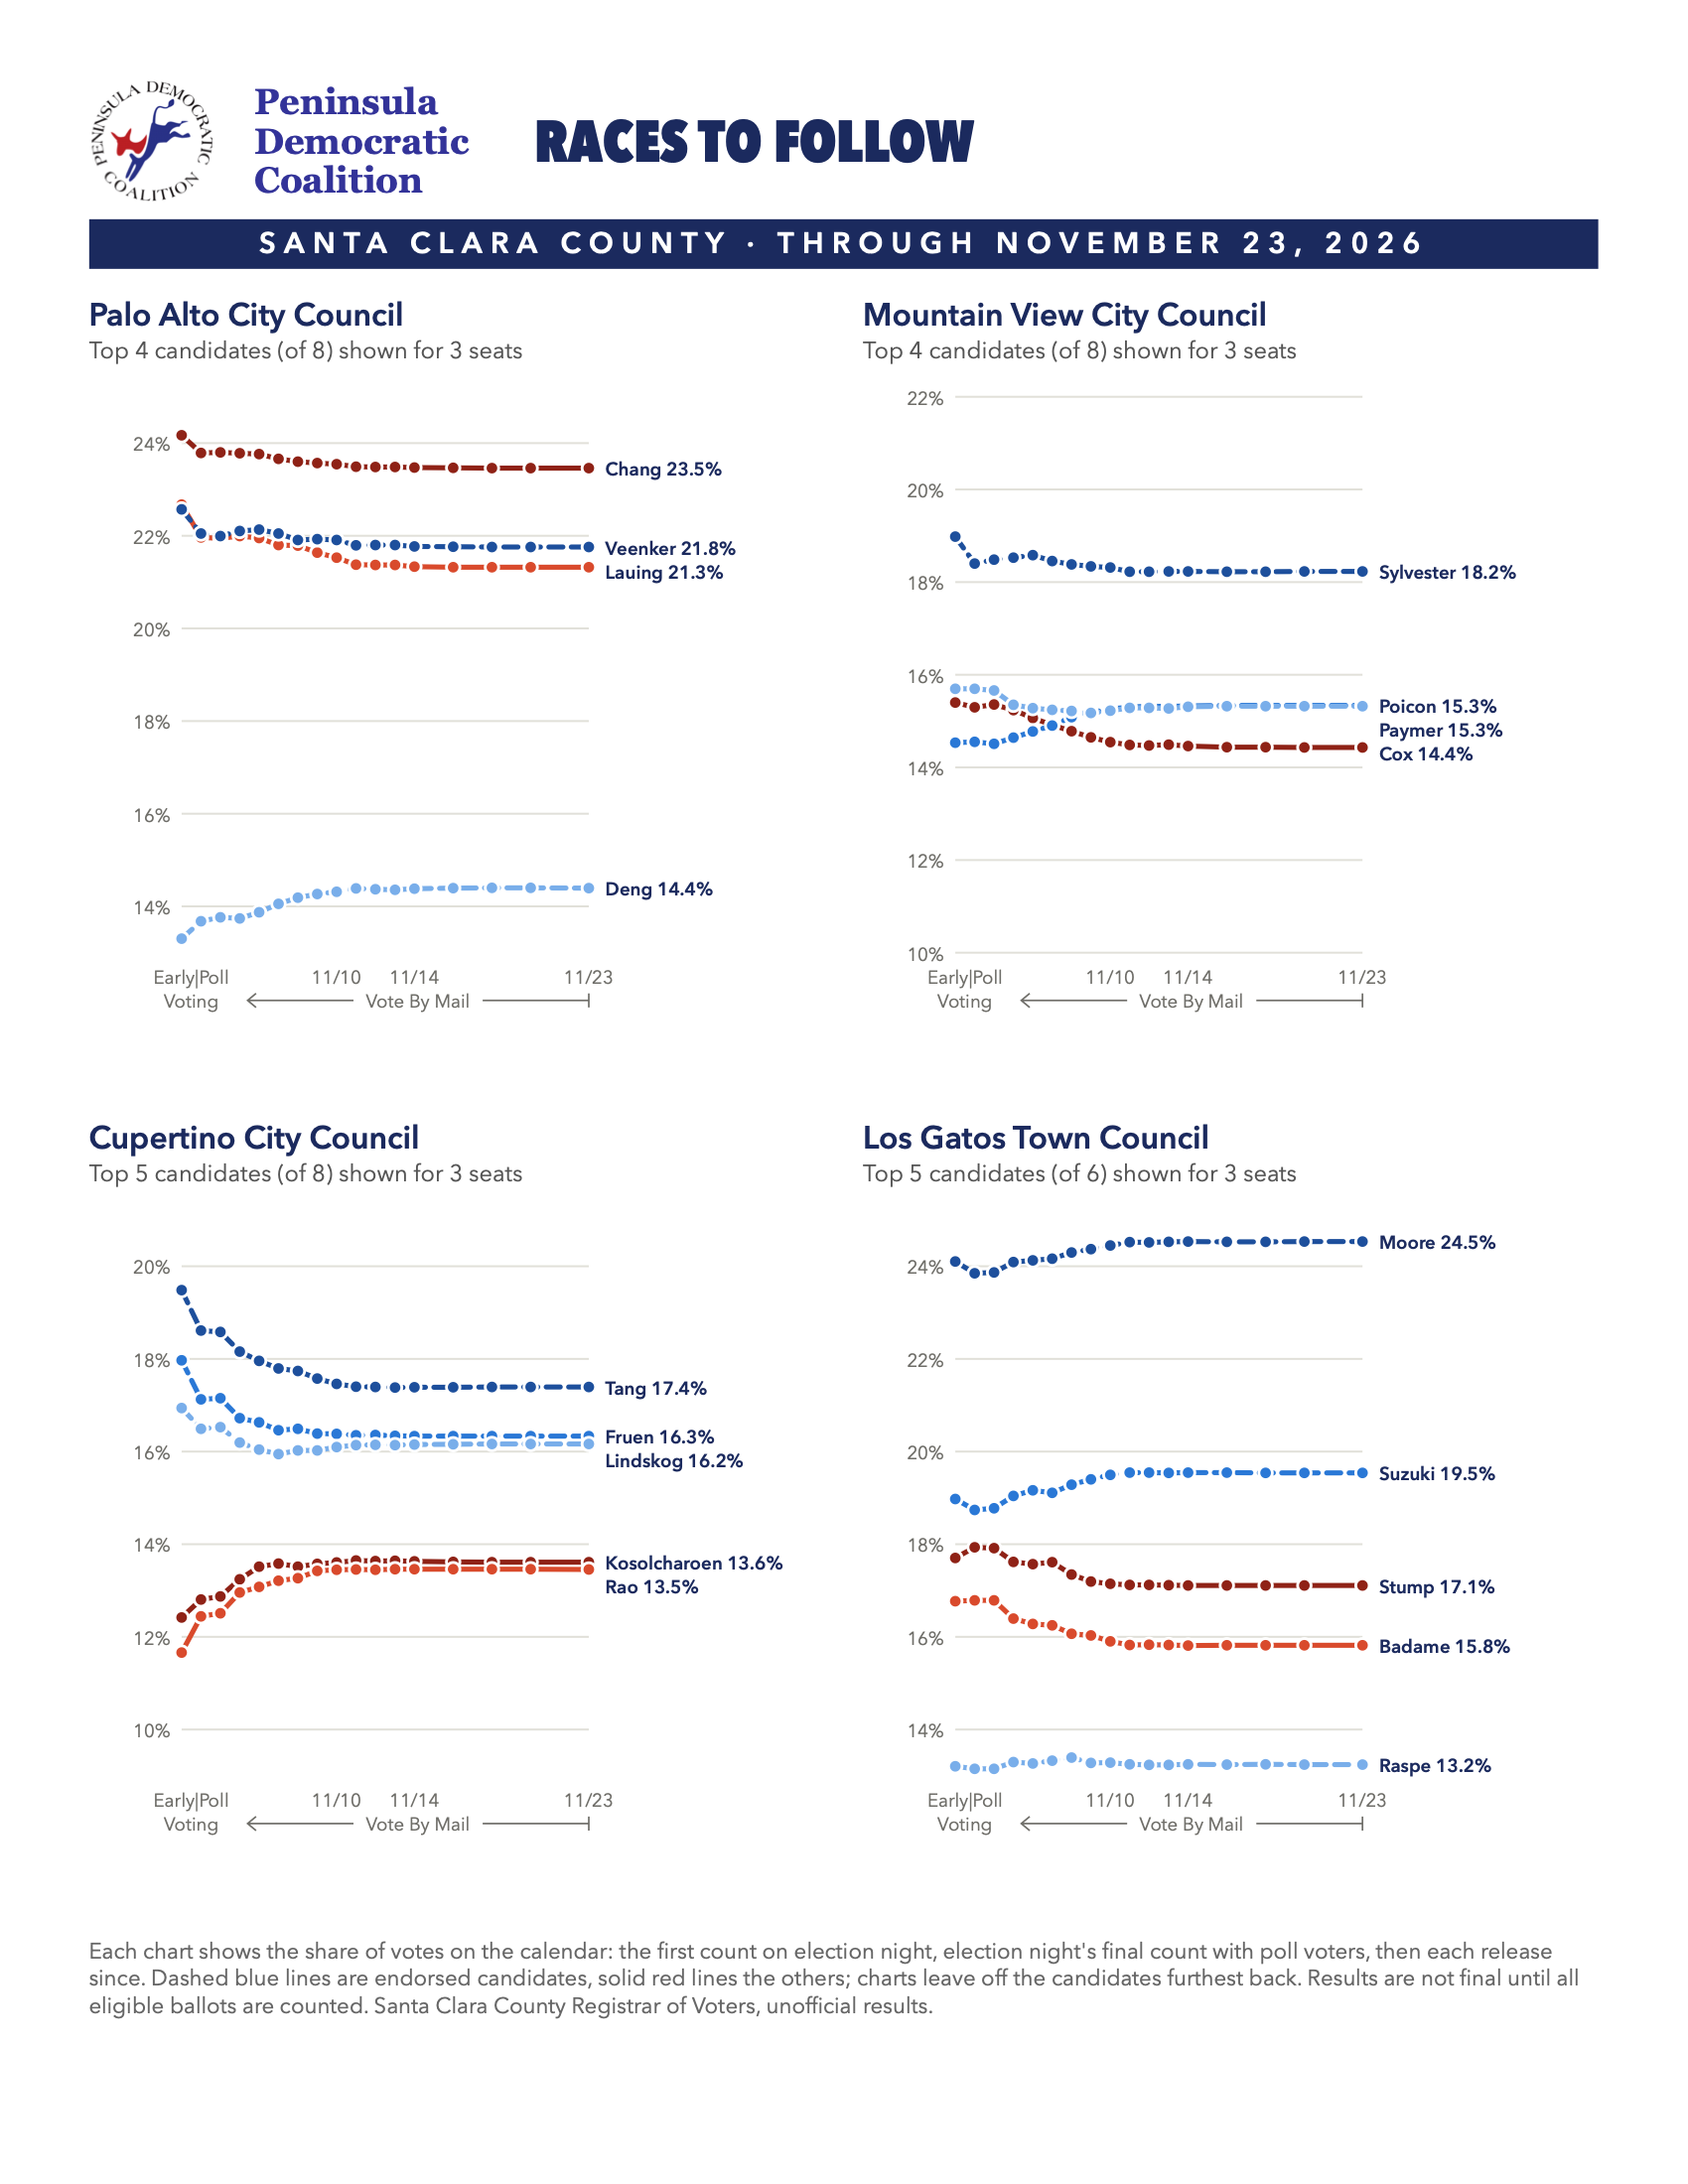 PENINSULA DEMOCRATIC COALITION
Peninsula
Democratic
Coalition
RACES TO FOLLOW
SANTA CLARA COUNTY · THROUGH NOVEMBER 23, 2026
Palo Alto City Council
Top 4 candidates (of 8) shown for 3 seats
24%
22%
20%
18%
16%
14%
Chang 23.5%
Veenker 21.8%
Lauing 21.3%
Deng 14.4%
Early|Poll 11/10 11/14 11/23
Voting Vote By Mail
Mountain View City Council
Top 4 candidates (of 8) shown for 3 seats
22%
20%
18%
16%
14%
12%
10%
Sylvester 18.2%
Poicon 15.3%
Paymer 15.3%
Cox 14.4%
Early|Poll 11/10 11/14 11/23
Voting Vote By Mail
Cupertino City Council
Top 5 candidates (of 8) shown for 3 seats
20%
18%
16%
14%
12%
10%
Tang 17.4%
Fruen 16.3%
Lindskog 16.2%
Kosolcharoen 13.6%
Rao 13.5%
Early|Poll 11/10 11/14 11/23
Voting Vote By Mail
Los Gatos Town Council
Top 5 candidates (of 6) shown for 3 seats
24%
22%
20%
18%
16%
14%
Moore 24.5%
Suzuki 19.5%
Stump 17.1%
Badame 15.8%
Raspe 13.2%
Early|Poll 11/10 11/14 11/23
Voting Vote By Mail
Each chart shows the share of votes on the calendar: the first count on election night, election night's final count with poll voters, then each release
since. Dashed blue lines are endorsed candidates, solid red lines the others; charts leave off the candidates furthest back. Results are not final until all
eligible ballots are counted. Santa Clara County Registrar of Voters, unofficial results.